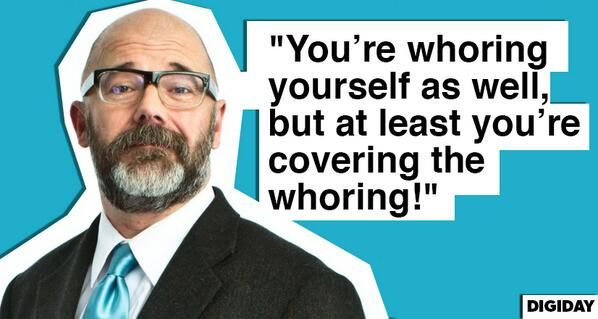 "You’re whoring
yourself as well,
but at least you’re
covering the
whoring!"
DIGIDAY